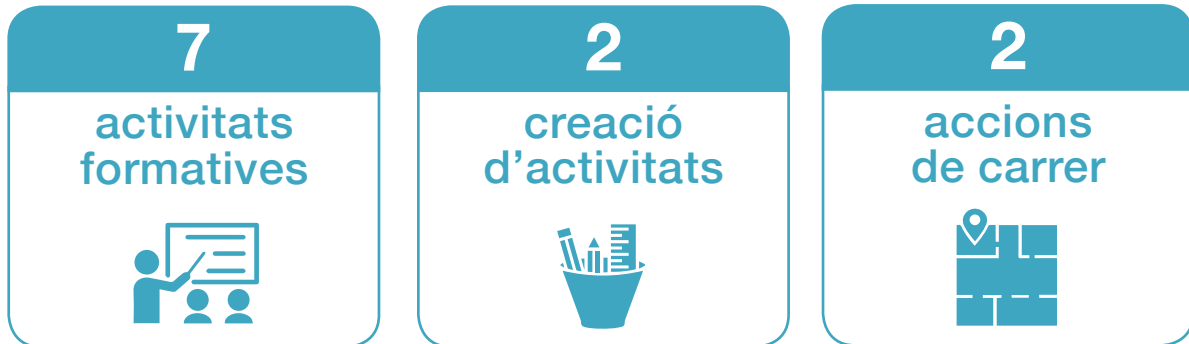 7
activitats
formatives
2
creació
d’activitats
2
accions
de carrer